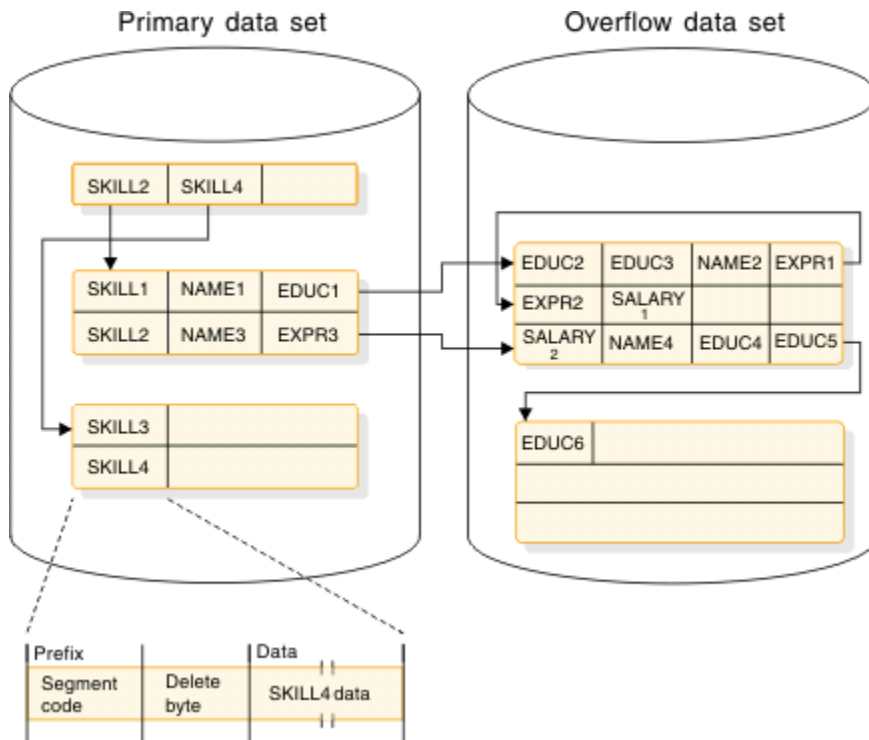 Primary data set
Overflow data set
SKILL2 SKILL4
SKILL1 NAME1 EDUC1
SKILL2 NAME3 EXPR3
SKILL3
SKILL4
EDUC2 EDUC3 NAME2 EXPR1
EXPR2 SALARY 1
SALARY 2 NAME4 EDUC4 EDUC5
EDUC6
Prefix Data
Segment code Delete byte SKILL4 data